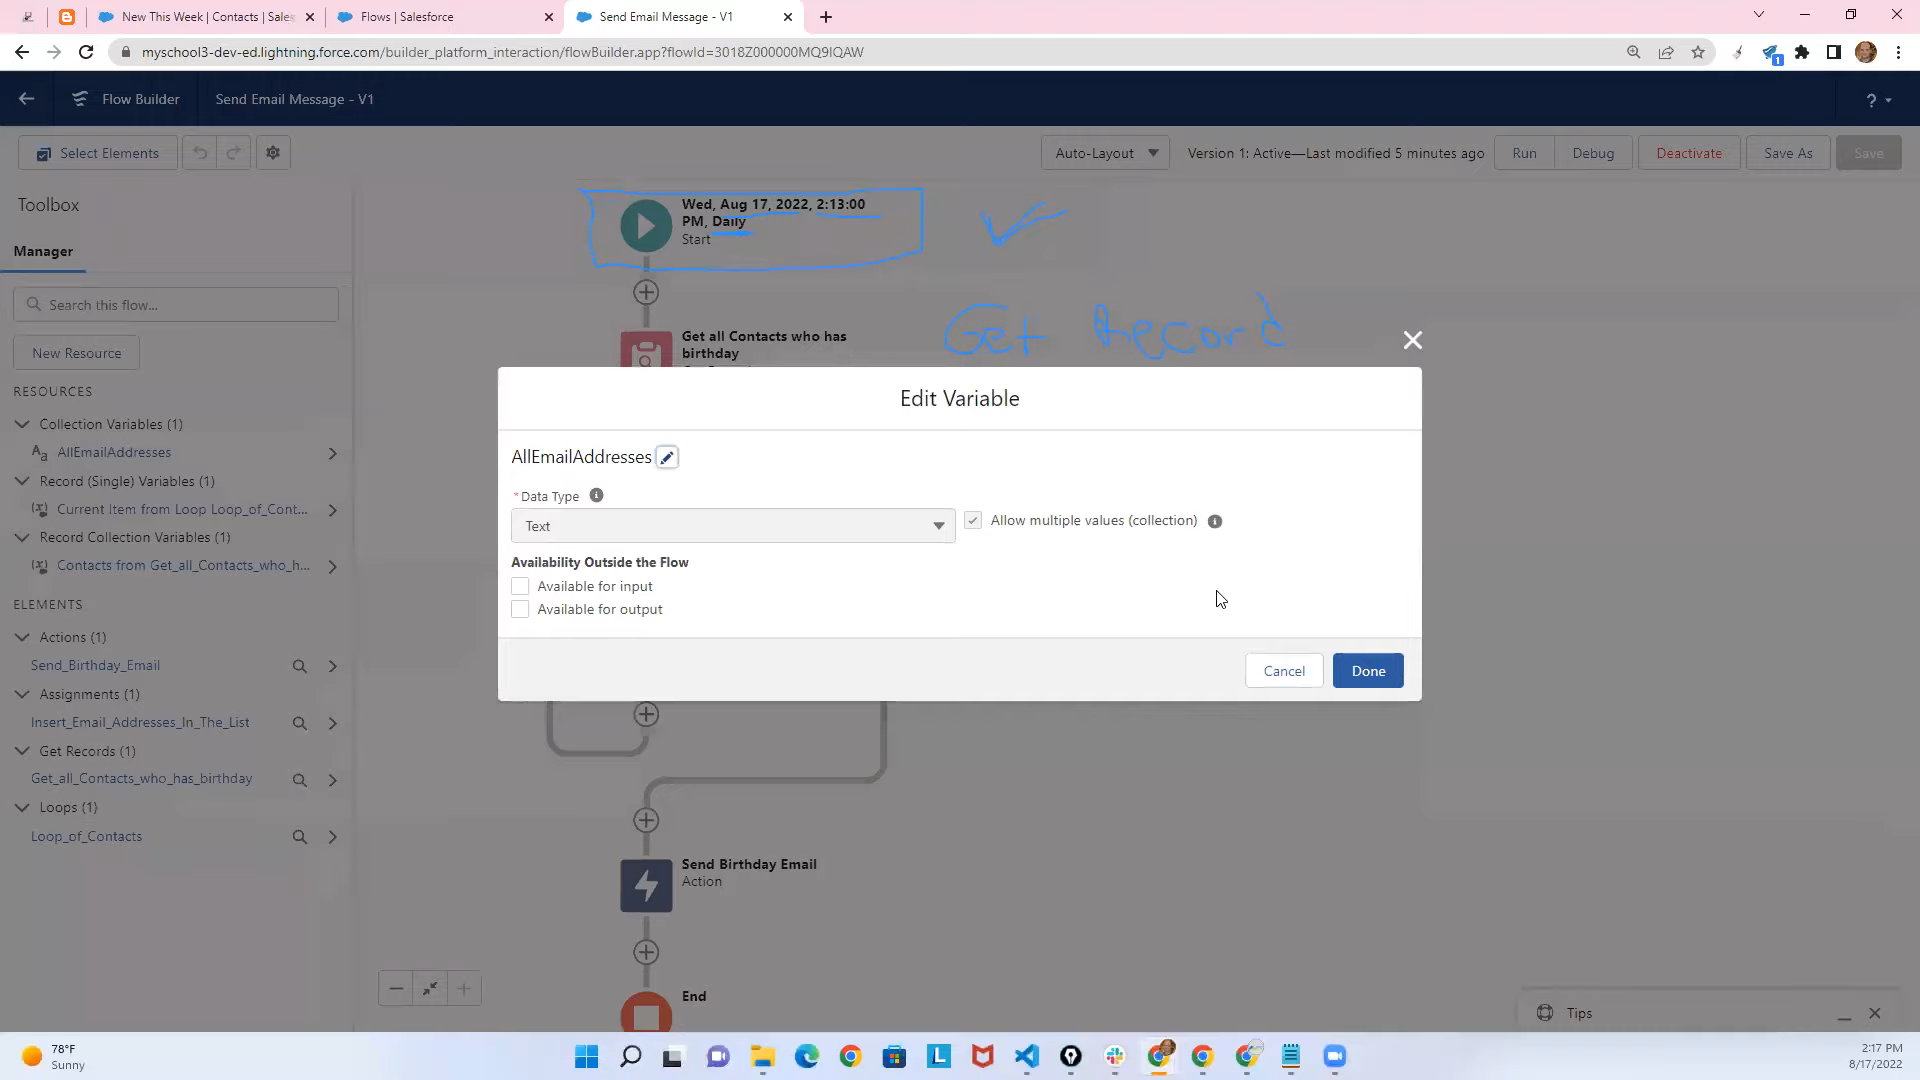 New This Week | Contacts | Sales
Flows | Salesforce
Send Email Message - V1
myschool3-dev-ed.lightning.force.com/builder_platform_interaction/flowBuilder.app?flowId=3018Z000000MQ9IQAW
1
Flow Builder
Send Email Message - V1
?
Select Elements
Auto-Layout
Version 1: Active—Last modified 5 minutes ago
Run
Debug
Deactivate
Save As
Save
Toolbox
Manager
Search this flow...
New Resource
RESOURCES
Collection Variables (1)
Aa AllEmailAddresses
Record (Single) Variables (1)
Current Item from Loop Loop_of_Cont...
Record Collection Variables (1)
Contacts from Get_all_Contacts_who_h...
ELEMENTS
Actions (1)
Send_Birthday_Email
Assignments (1)
Insert_Email_Addresses_In_The_List
Get Records (1)
Get_all_Contacts_who_has_birthday
Loops (1)
Loop_of_Contacts
Wed, Aug 17, 2022, 2:13:00
PM, Daily
Start
Get all Contacts who has
birthday
Get Record
Edit Variable
AllEmailAddresses
*Data Type
Text
Allow multiple values (collection)
Availability Outside the Flow
Available for input
Available for output
Cancel
Done
Send Birthday Email
Action
End
Tips
78°F
Sunny
2:17 PM
8/17/2022